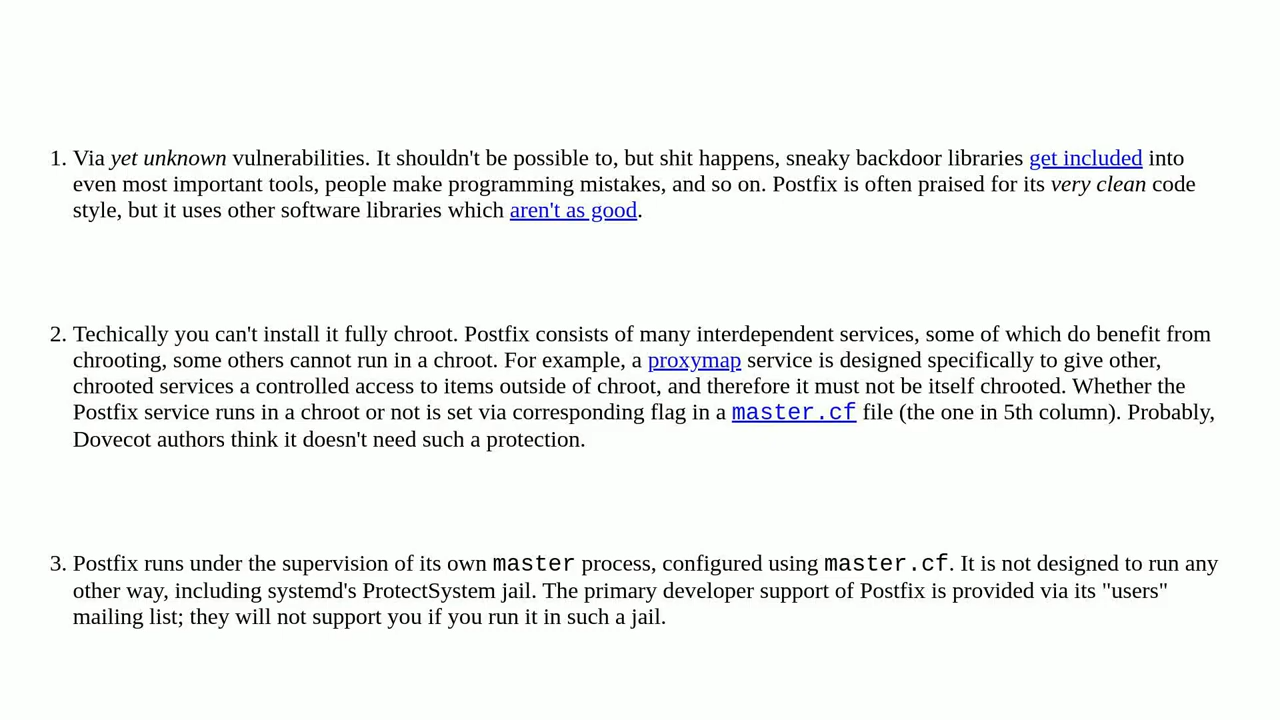 1. Via yet unknown vulnerabilities. It shouldn't be possible to, but shit happens, sneaky backdoor libraries get included into
even most important tools, people make programming mistakes, and so on. Postfix is often praised for its very clean code
style, but it uses other software libraries which aren't as good.
2. Techically you can't install it fully chroot. Postfix consists of many interdependent services, some of which do benefit from
chrooting, some others cannot run in a chroot. For example, a proxymap service is designed specifically to give other,
chrooted services a controlled access to items outside of chroot, and therefore it must not be itself chrooted. Whether the
Postfix service runs in a chroot or not is set via corresponding flag in a master.cf file (the one in 5th column). Probably,
Dovecot authors think it doesn't need such a protection.
3. Postfix runs under the supervision of its own master process, configured using master.cf. It is not designed to run any
other way, including systemd's ProtectSystem jail. The primary developer support of Postfix is provided via its "users"
mailing list; they will not support you if you run it in such a jail.